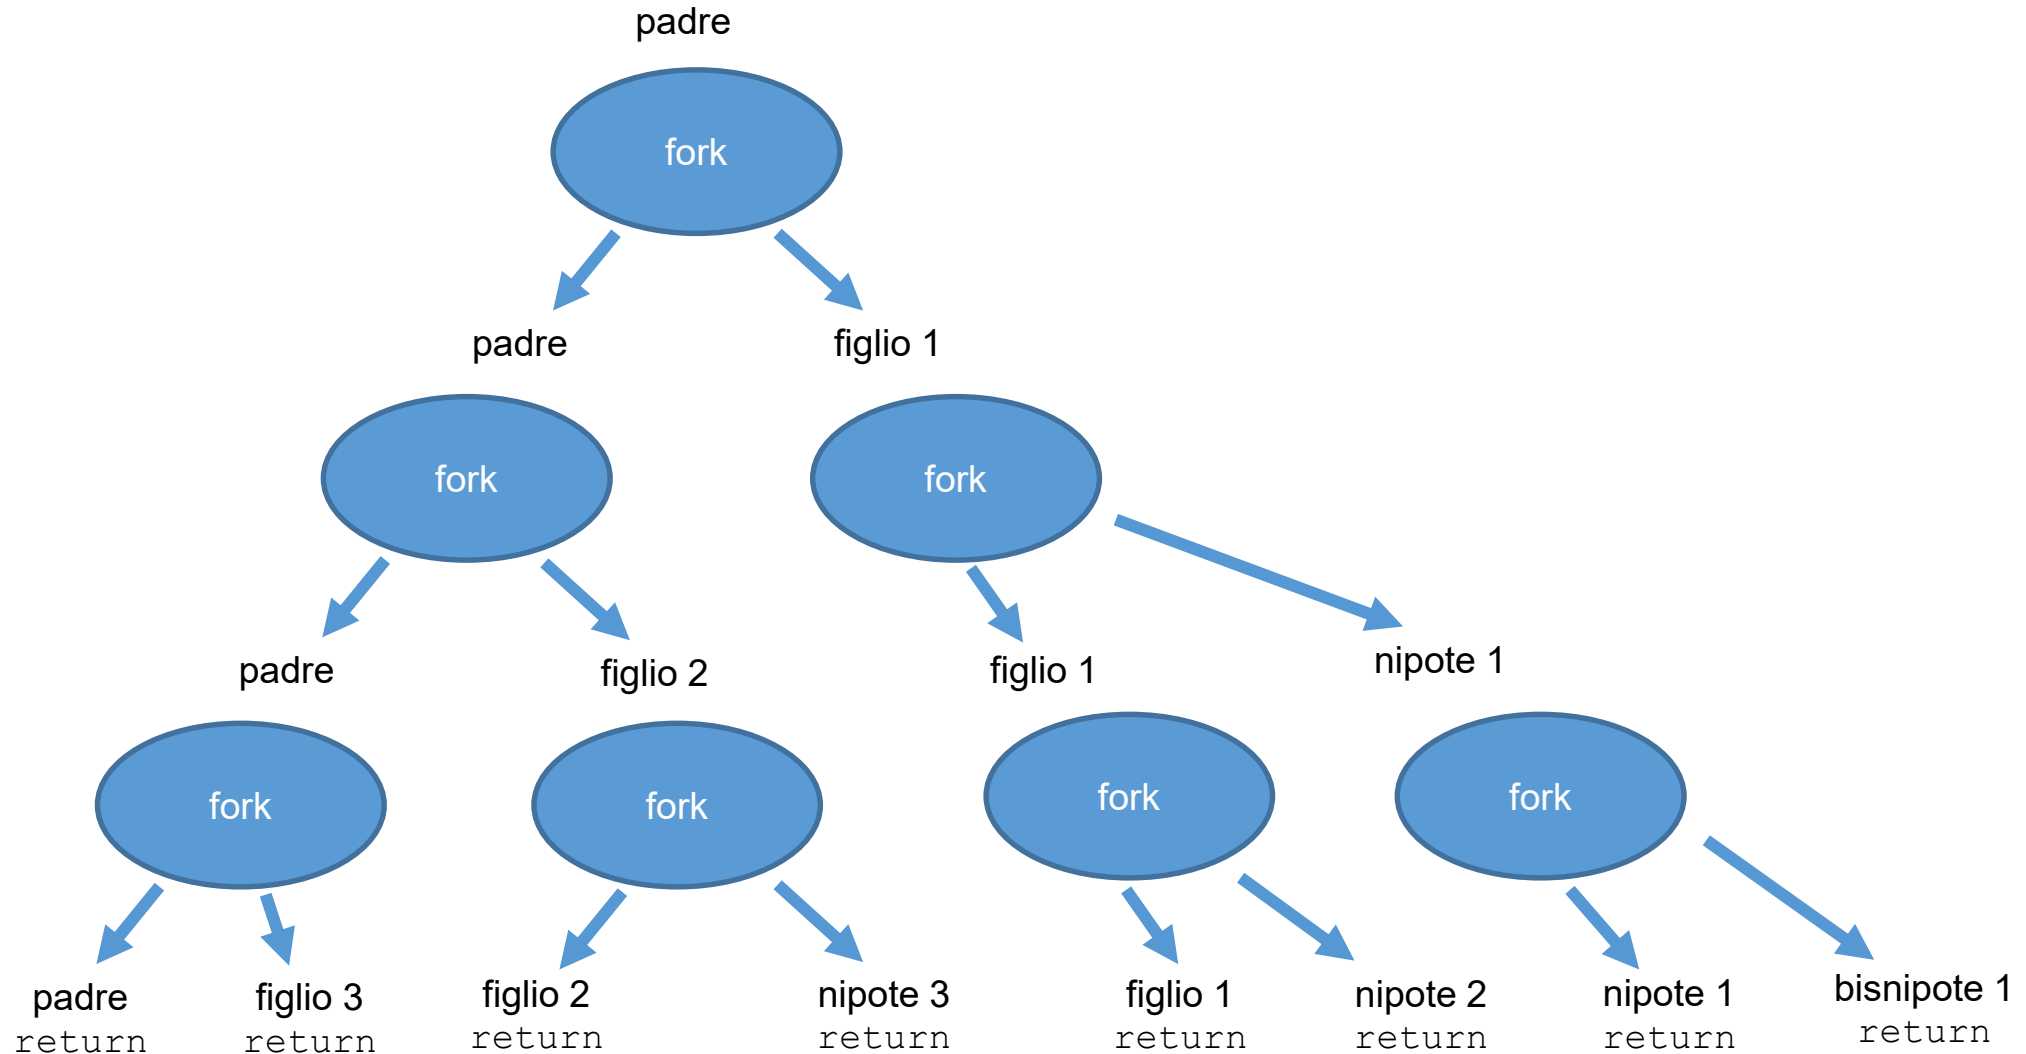 padre
fork
padre
figlio 1
fork
fork
padre
figlio 2
figlio 1
nipote 1
fork
fork
fork
fork
padre
return
figlio 3
return
figlio 2
return
nipote 3
return
figlio 1
return
nipote 2
return
nipote 1
return
bisnipote 1
return